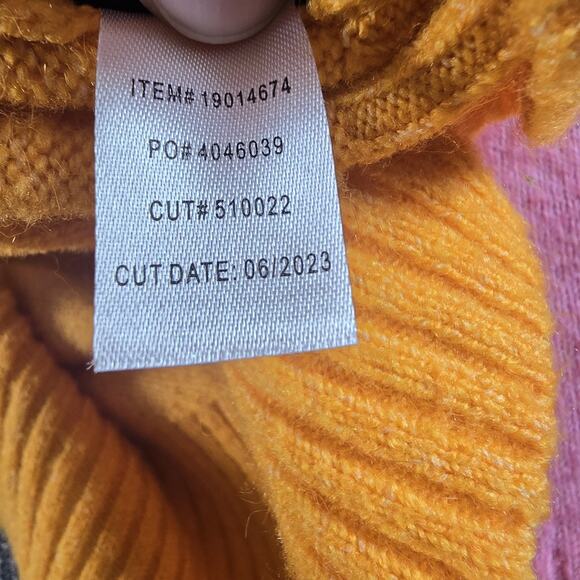 ITEM# 19014674
PO# 4046039
CUT# 510022
CUT DATE: 06/2023